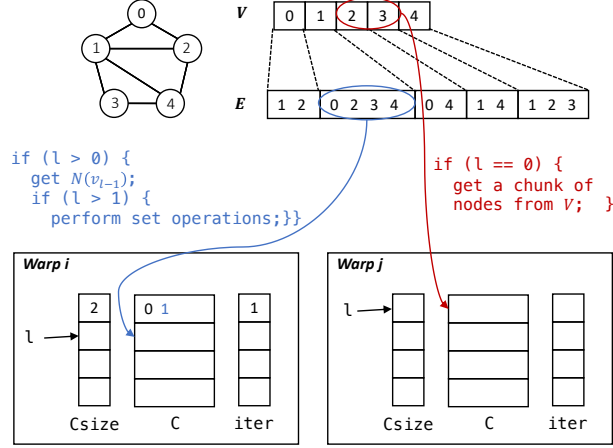 0
1 2
3 4
V 0 1 2 3 4
E 1 2 0 2 3 4 0 4 1 4 1 2 3
if (l > 0) {
get N(v_{l−1});
if (l > 1) {
perform set operations;}}
if (l == 0) {
get a chunk of
nodes from V; }
Warp i
2 0 1 1
l
Csize C iter
Warp j
l
Csize C iter